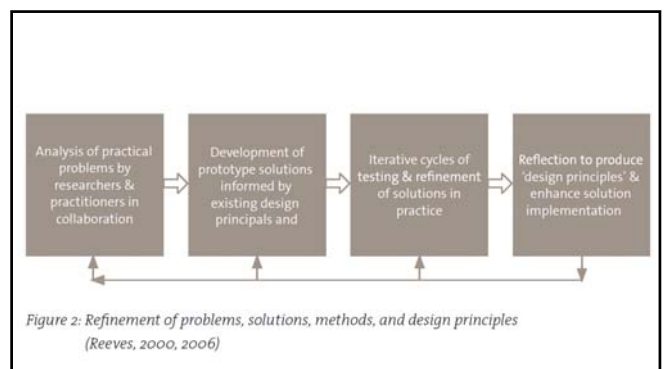 Analysis of practical
problems by
researchers &
practitioners in
collaboration
Development of
prototype solutions
informed by
existing design
principals and
Iterative cycles of
testing & refinement
of solutions in
practice
Reflection to produce
'design principles' &
enhance solution
implementation
Figure 2: Refinement of problems, solutions, methods, and design principles
(Reeves, 2000, 2006)